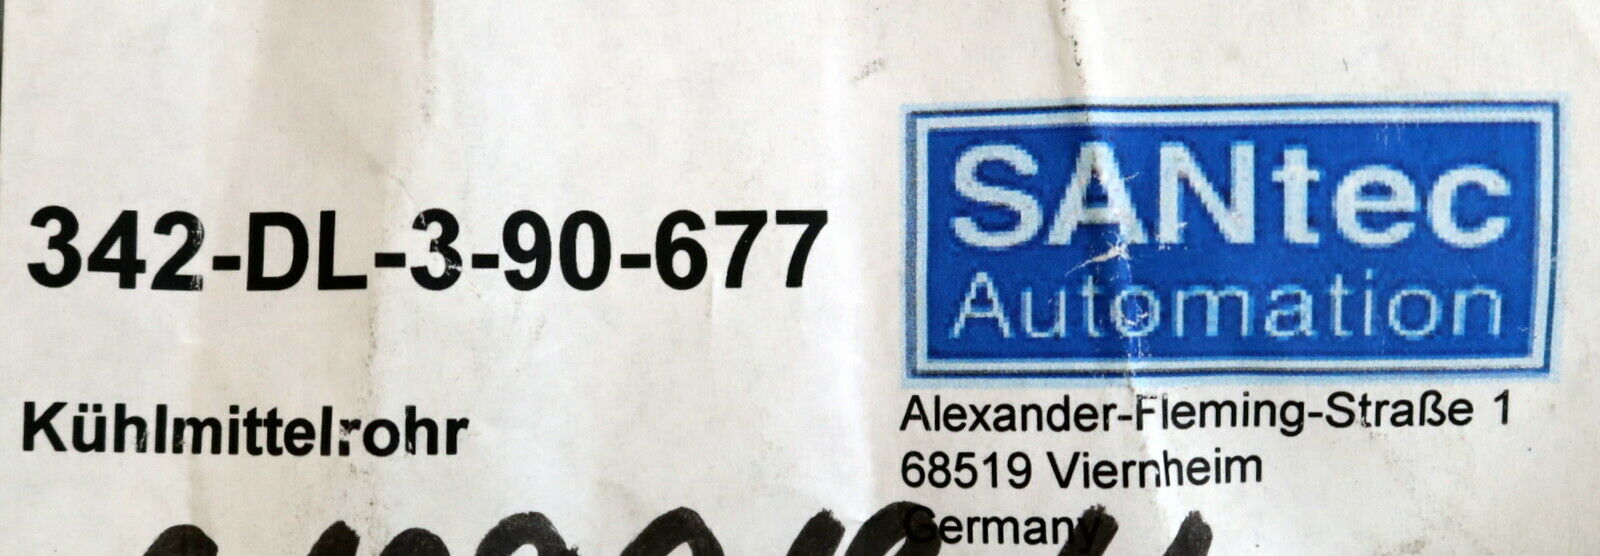 342-DL-3-90-677
Kühlmittelrohr
SANtec
Automation
Alexander-Fleming-Straße 1
68519 Viernheim
Germany